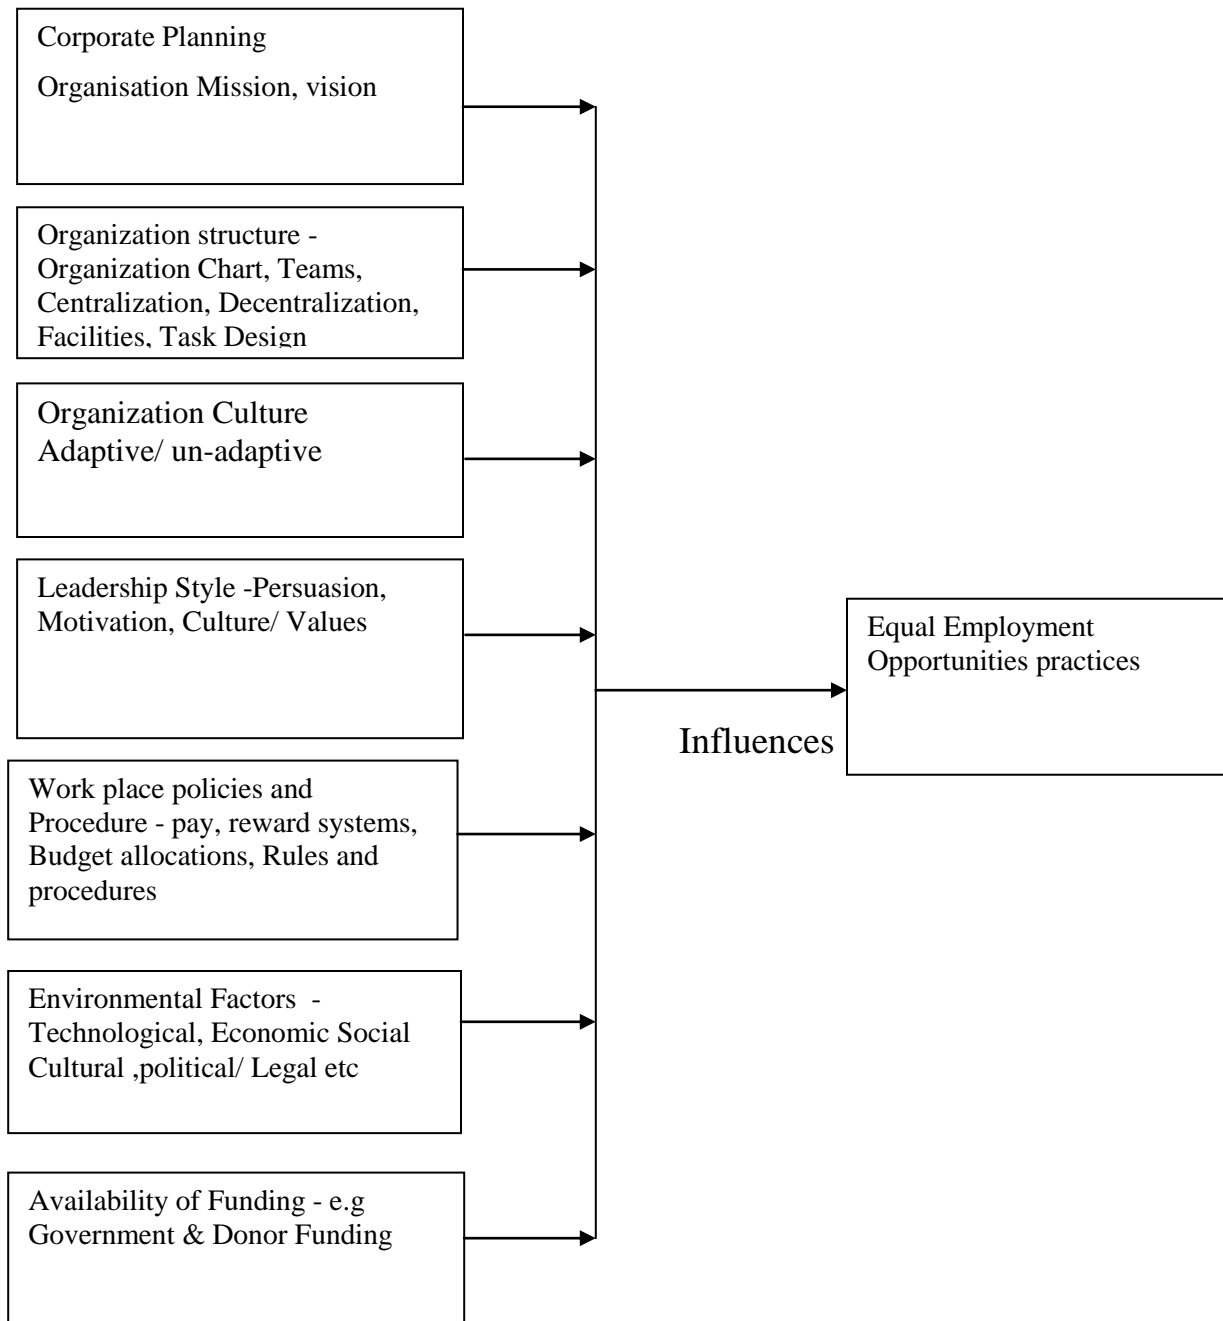 Corporate Planning
Organisation Mission, vision
Organization structure -
Organization Chart, Teams,
Centralization, Decentralization,
Facilities, Task Design
Organization Culture
Adaptive/ un-adaptive
Leadership Style -Persuasion,
Motivation, Culture/ Values
Work place policies and
Procedure - pay, reward systems,
Budget allocations, Rules and
procedures
Environmental Factors  -
Technological, Economic Social
Cultural ,political/ Legal etc
Availability of Funding - e.g
Government & Donor Funding
Influences
Equal Employment
Opportunities practices